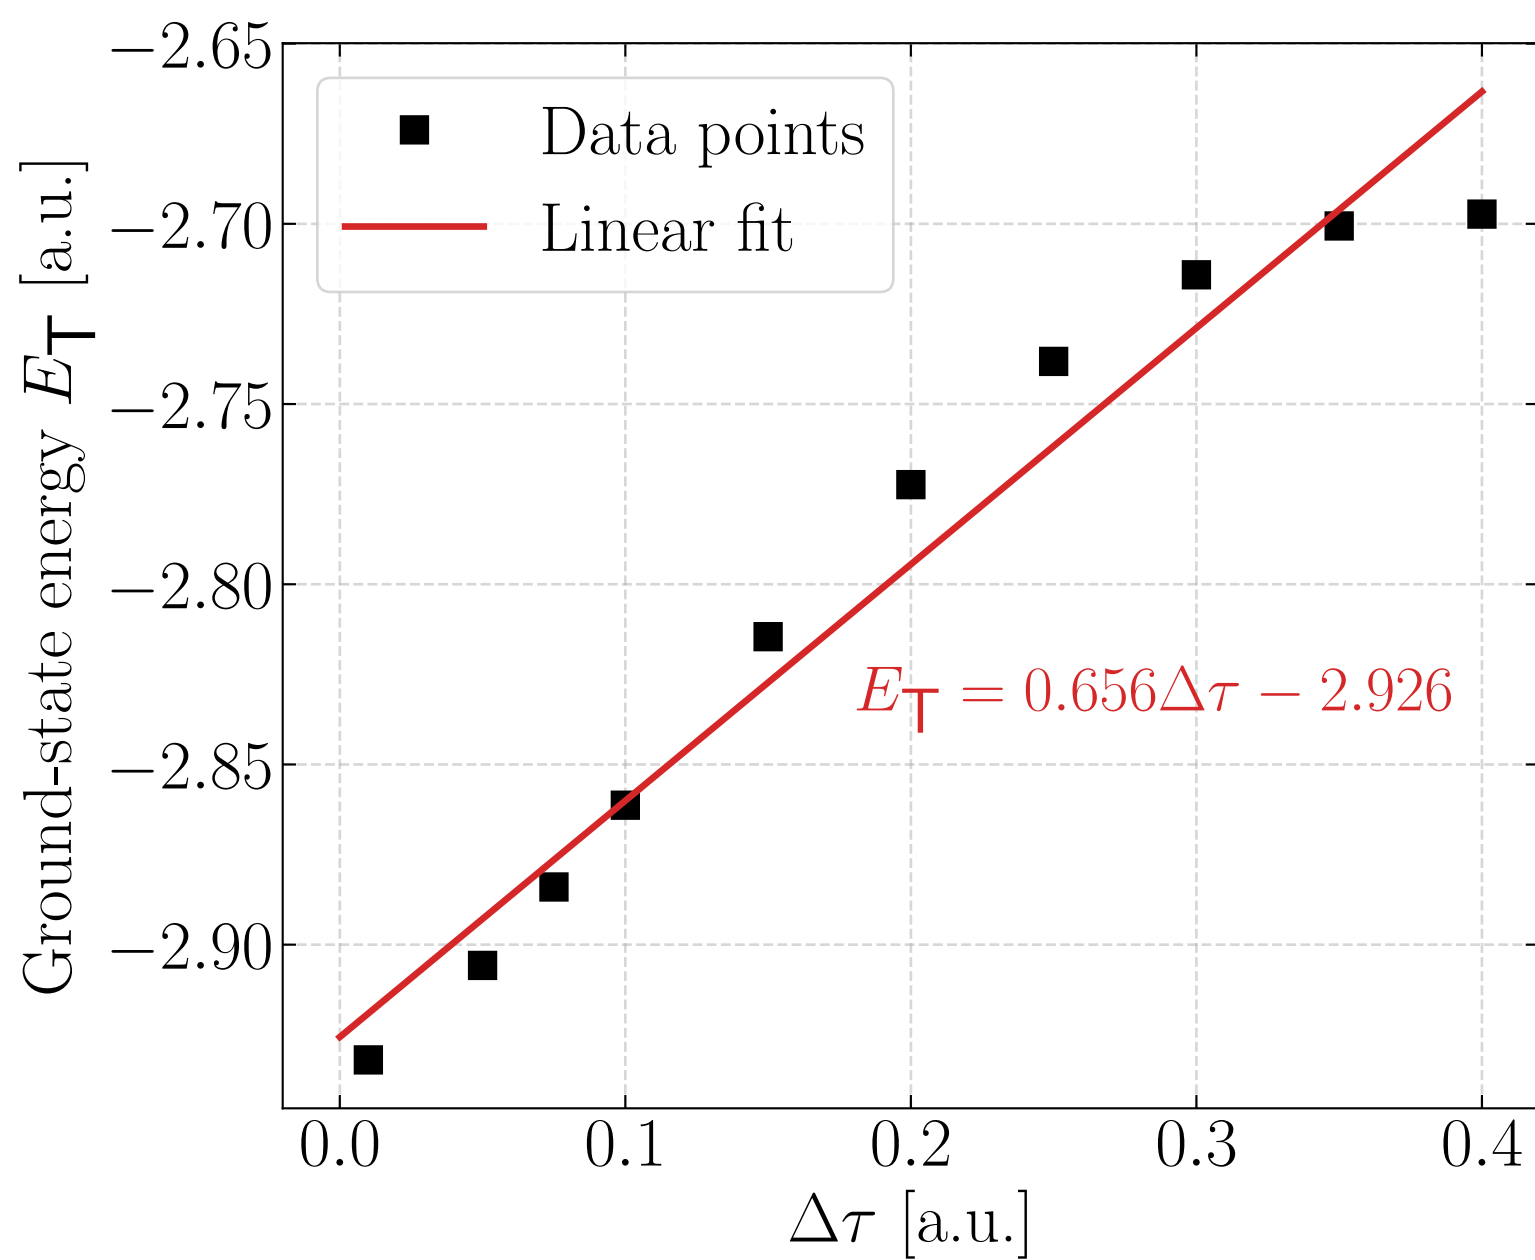 Ground-state energy E_T [a.u.]
−2.65
−2.70
−2.75
−2.80
−2.85
−2.90
Data points
Linear fit
E_T = 0.656Δτ − 2.926
0.0 0.1 0.2 0.3 0.4
Δτ [a.u.]